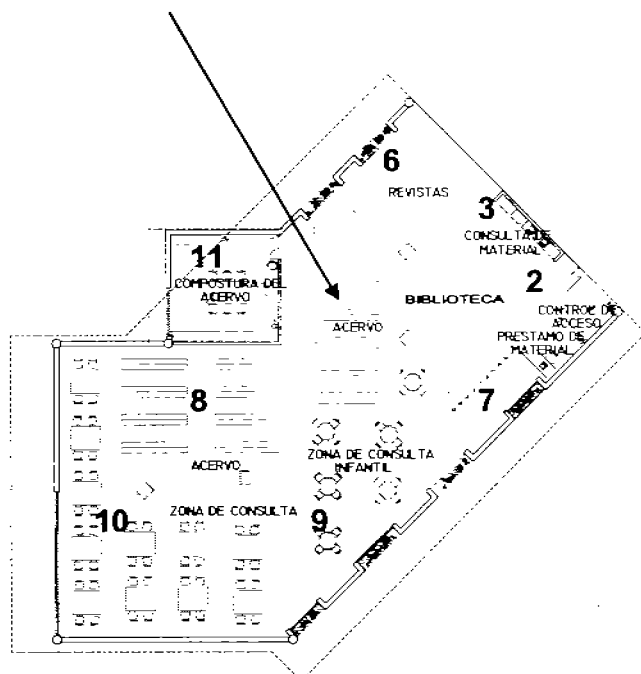 6
REVISTAS
3
CONSULTA DE
MATERIAL
11
COMPOSTURA DEL
ACERVO
2
BIBLIOTECA
CONTROL DE
ACCESO
PRESTAMO DE
MATERIAL
ACERVO
8
7
ZONA DE CONSULTA
INFANTIL
ACERVO
10
ZONA DE CONSULTA
9